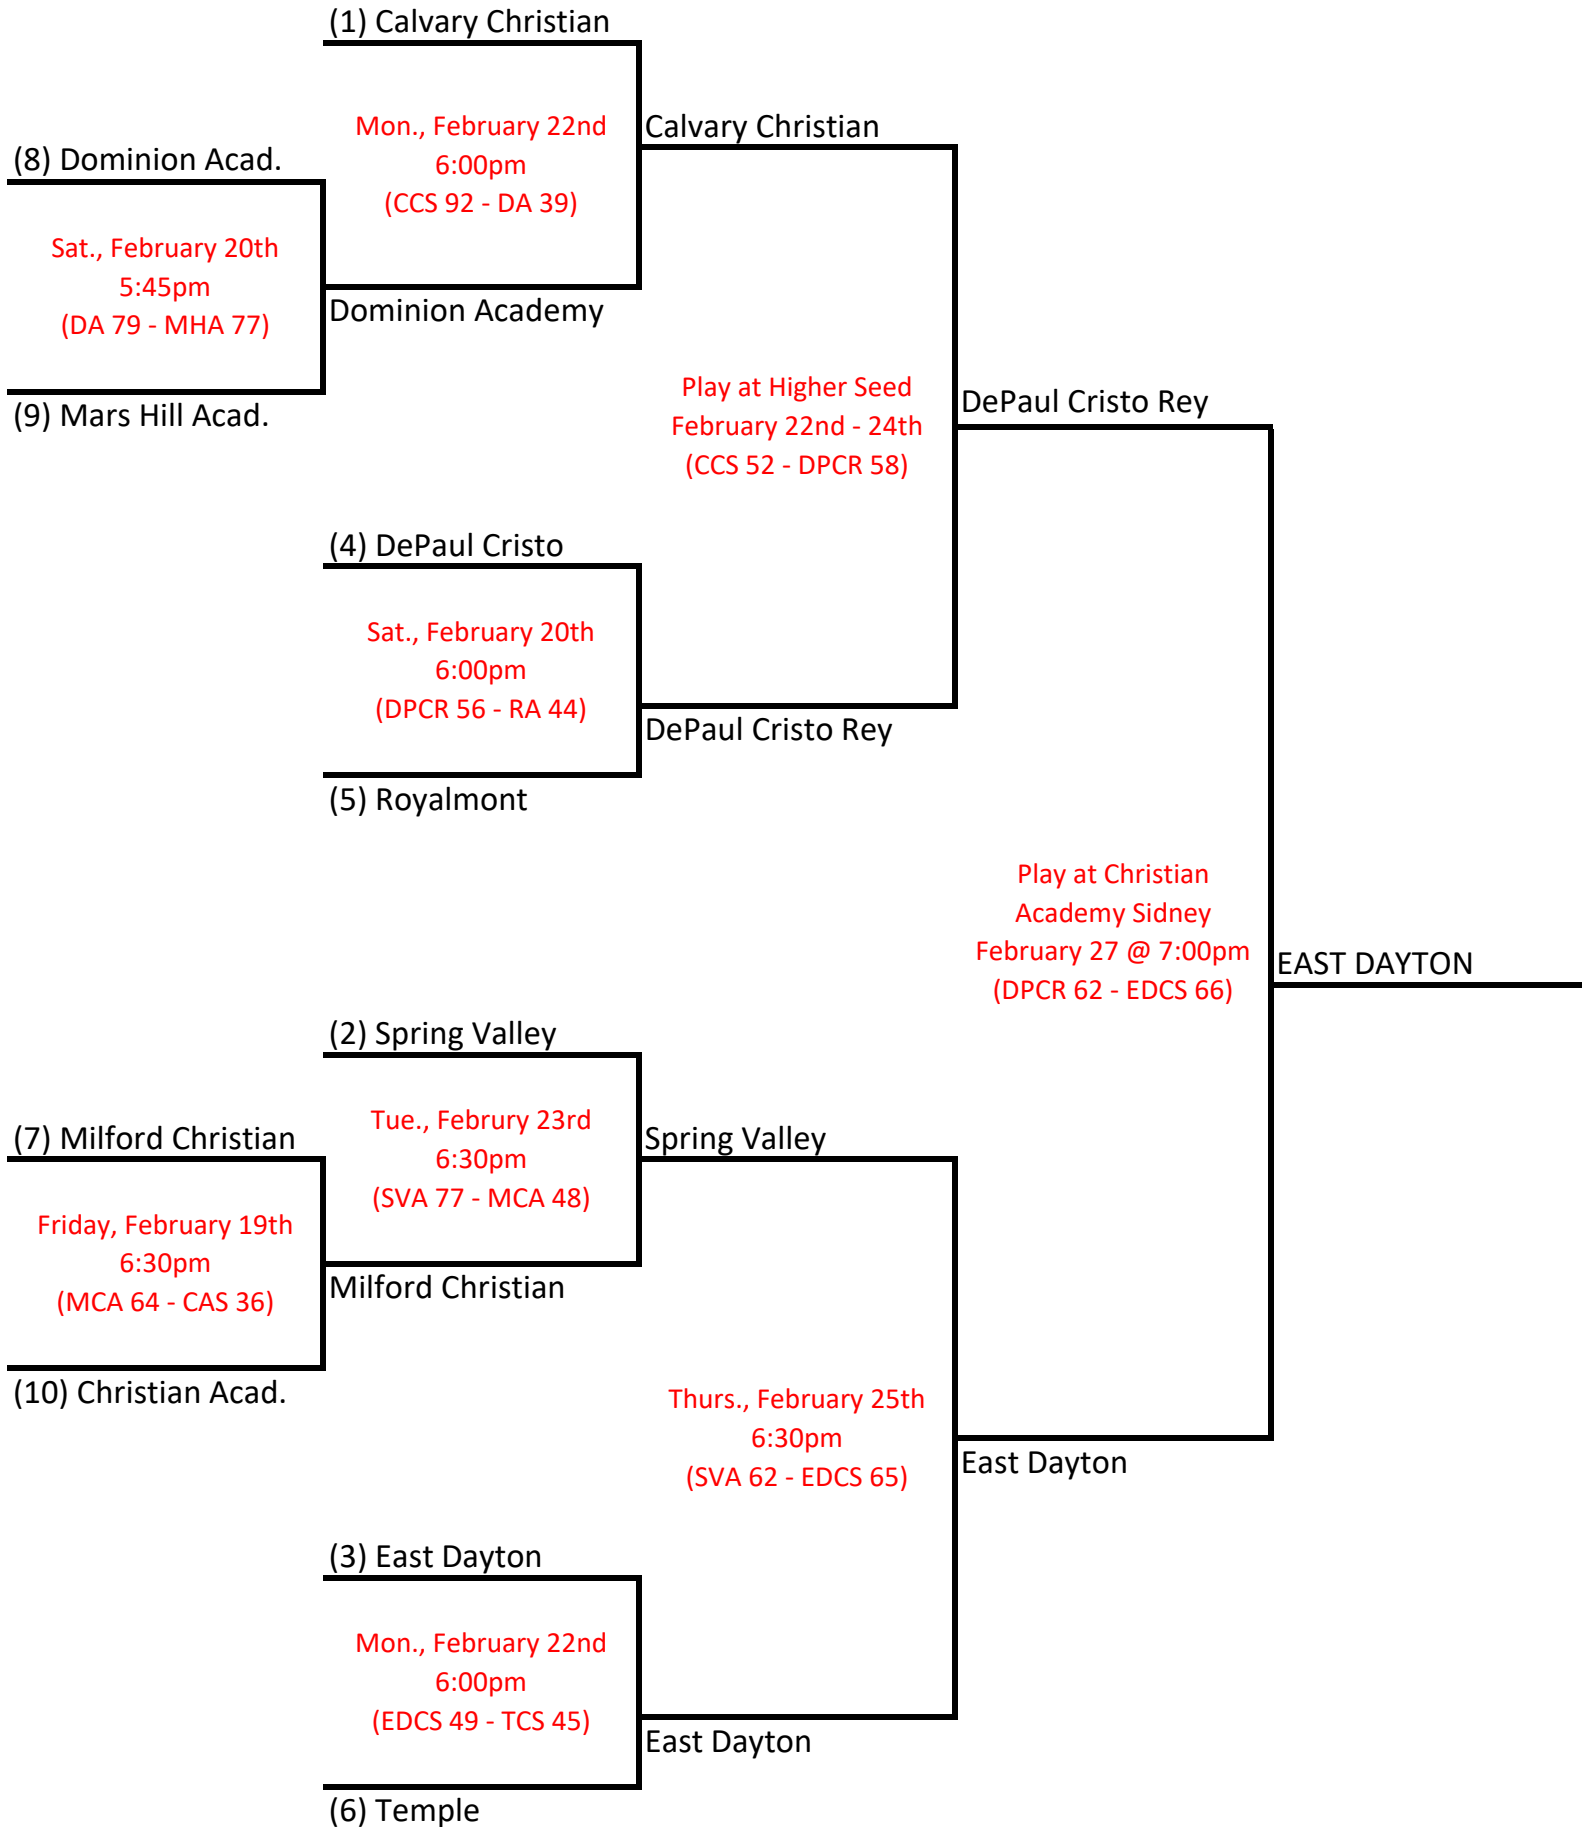 (1) Calvary Christian
Mon., February 22nd
6:00pm
(CCS 92 - DA 39)
Calvary Christian
(8) Dominion Acad.
Sat., February 20th
5:45pm
(DA 79 - MHA 77)
Dominion Academy
(9) Mars Hill Acad.
Play at Higher Seed
February 22nd - 24th
(CCS 52 - DPCR 58)
DePaul Cristo Rey
(4) DePaul Cristo
Sat., February 20th
6:00pm
(DPCR 56 - RA 44)
DePaul Cristo Rey
(5) Royalmont
Play at Christian
Academy Sidney
February 27 @ 7:00pm
(DPCR 62 - EDCS 66)
EAST DAYTON
(2) Spring Valley
Tue., Februry 23rd
6:30pm
(SVA 77 - MCA 48)
Spring Valley
(7) Milford Christian
Friday, February 19th
6:30pm
(MCA 64 - CAS 36)
Milford Christian
(10) Christian Acad.
Thurs., February 25th
6:30pm
(SVA 62 - EDCS 65)
East Dayton
(3) East Dayton
Mon., February 22nd
6:00pm
(EDCS 49 - TCS 45)
East Dayton
(6) Temple